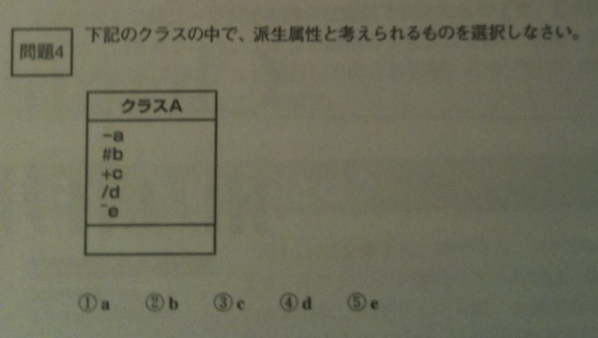 問題4
下記のクラスの中で、派生属性と考えられるものを選択しなさい。
クラスA
-a
#b
+c
/d
~e
①a ②b ③c ④d ⑤e